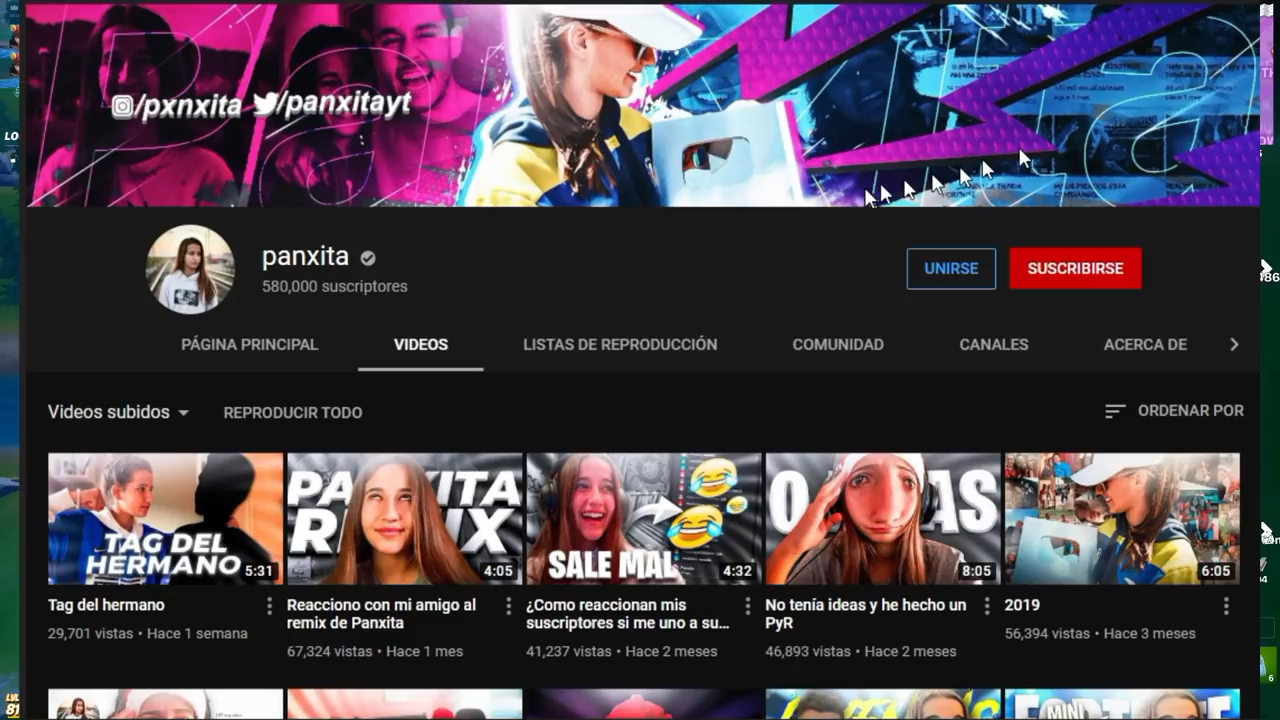 /pxnxita /panxitayt
panxita
580,000 suscriptores
UNIRSE
SUSCRIBIRSE
PÁGINA PRINCIPAL
VIDEOS
LISTAS DE REPRODUCCIÓN
COMUNIDAD
CANALES
ACERCA DE
Videos subidos
REPRODUCIR TODO
ORDENAR POR
TAG DEL
HERMANO
5:31
PANXITA
REMIX
4:05
SALE MAL
4:32
8:05
6:05
Tag del hermano
29,701 vistas • Hace 1 semana
Reacciono con mi amigo al
remix de Panxita
67,324 vistas • Hace 1 mes
¿Como reaccionan mis
suscriptores si me uno a su...
41,237 vistas • Hace 2 meses
No tenía ideas y he hecho un
PyR
46,893 vistas • Hace 2 meses
2019
56,394 vistas • Hace 3 meses
MINI
LVL
81